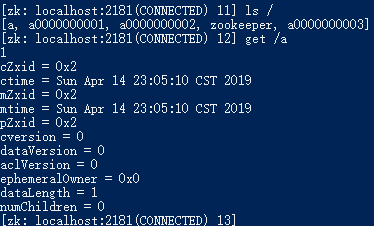 [zk: localhost:2181(CONNECTED) 11] ls /
[a, a0000000001, a0000000002, zookeeper, a0000000003]
[zk: localhost:2181(CONNECTED) 12] get /a
1
cZxid = 0x2
ctime = Sun Apr 14 23:05:10 CST 2019
mZxid = 0x2
mtime = Sun Apr 14 23:05:10 CST 2019
pZxid = 0x2
cversion = 0
dataVersion = 0
aclVersion = 0
ephemeralOwner = 0x0
dataLength = 1
numChildren = 0
[zk: localhost:2181(CONNECTED) 13]